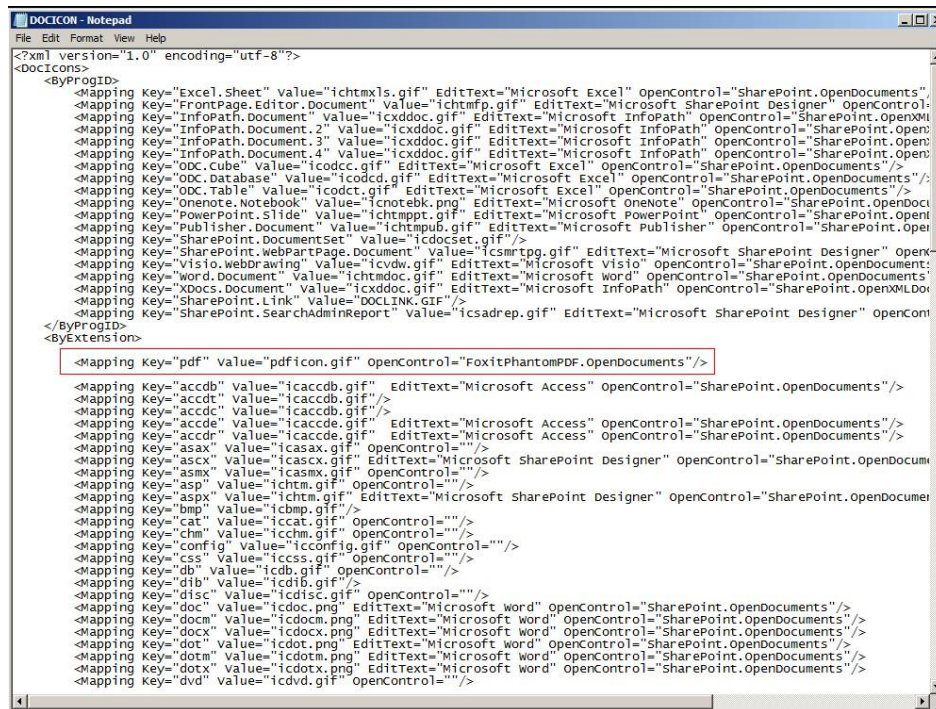 DOCICON - Notepad
File Edit Format View Help
<?xml version="1.0" encoding="utf-8"?>
<DocIcons>
<ByProgID>
<Mapping Key="Excel.Sheet" Value="ichtmxls.gif" EditText="Microsoft Excel" OpenControl="SharePoint.OpenDocuments"/
<Mapping Key="FrontPage.Editor.Document" Value="ichtmfp.gif" EditText="Microsoft SharePoint Designer" OpenControl=
<Mapping Key="InfoPath.Document" Value="icxddoc.gif" EditText="Microsoft InfoPath" OpenControl="SharePoint.OpenXML
<Mapping Key="InfoPath.Document.2" Value="icxddoc.gif" EditText="Microsoft InfoPath" OpenControl="SharePoint.Open
<Mapping Key="InfoPath.Document.3" Value="icxddoc.gif" EditText="Microsoft InfoPath" OpenControl="SharePoint.Open
<Mapping Key="InfoPath.Document.4" Value="icxddoc.gif" EditText="Microsoft InfoPath" OpenControl="SharePoint.Open
<Mapping Key="ODC.Cube" Value="icodcc.gif" EditText="Microsoft Excel" OpenControl="SharePoint.OpenDocuments"/>
<Mapping Key="ODC.Database" Value="icodcd.gif" EditText="Microsoft Excel" OpenControl="SharePoint.OpenDocuments"/>
<Mapping Key="ODC.Table" Value="icodct.gif" EditText="Microsoft Excel" OpenControl="SharePoint.OpenDocuments"/>
<Mapping Key="Onenote.Notebook" Value="icnotebk.png" EditText="Microsoft OneNote" OpenControl="SharePoint.OpenDocu
<Mapping Key="PowerPoint.Slide" Value="ichtmppt.gif" EditText="Microsoft PowerPoint" OpenControl="SharePoint.Open
<Mapping Key="Publisher.Document" Value="ichtmpub.gif" EditText="Microsoft Publisher" OpenControl="SharePoint.Ope
<Mapping Key="SharePoint.DocumentSet" Value="icdocset.gif"/>
<Mapping Key="SharePoint.WebPartPage.Document" Value="icsmrtpg.gif" EditText="Microsoft SharePoint Designer" Open
<Mapping Key="Visio.WebDrawing" Value="icvdw.gif" EditText="Microsoft Visio" OpenControl="SharePoint.OpenDocuments
<Mapping Key="Word.Document" Value="ichtmdoc.gif" EditText="Microsoft Word" OpenControl="SharePoint.OpenDocuments"
<Mapping Key="XDocs.Document" Value="icxddoc.gif" EditText="Microsoft InfoPath" OpenControl="SharePoint.OpenXMLDoc
<Mapping Key="SharePoint.Link" Value="DOCLINK.GIF"/>
<Mapping Key="SharePoint.SearchAdminReport" Value="icsadrep.gif" EditText="Microsoft SharePoint Designer" OpenCont
</ByProgID>
<ByExtension>
<Mapping Key="pdf" Value="pdficon.gif" OpenControl="FoxitPhantomPDF.OpenDocuments"/>
<Mapping Key="accdb" Value="icaccdb.gif" EditText="Microsoft Access" OpenControl="SharePoint.OpenDocuments"/>
<Mapping Key="accdt" Value="icaccdb.gif"/>
<Mapping Key="accdc" Value="icaccdb.gif"/>
<Mapping Key="accde" Value="icaccde.gif" EditText="Microsoft Access" OpenControl="SharePoint.OpenDocuments"/>
<Mapping Key="accdr" Value="icaccde.gif" EditText="Microsoft Access" OpenControl="SharePoint.OpenDocuments"/>
<Mapping Key="asax" Value="icasax.gif" OpenControl=""/>
<Mapping Key="ascx" Value="icascx.gif" EditText="Microsoft SharePoint Designer" OpenControl="SharePoint.OpenDocume
<Mapping Key="asmx" Value="icasmx.gif" OpenControl=""/>
<Mapping Key="asp" Value="ichtm.gif" OpenControl=""/>
<Mapping Key="aspx" Value="ichtm.gif" EditText="Microsoft SharePoint Designer" OpenControl="SharePoint.OpenDocumen
<Mapping Key="bmp" Value="icbmp.gif"/>
<Mapping Key="cat" Value="iccat.gif" OpenControl=""/>
<Mapping Key="chm" Value="icchm.gif" OpenControl=""/>
<Mapping Key="config" Value="icconfig.gif" OpenControl=""/>
<Mapping Key="css" Value="iccss.gif" OpenControl=""/>
<Mapping Key="db" Value="icdb.gif" OpenControl=""/>
<Mapping Key="dib" Value="icdib.gif"/>
<Mapping Key="disc" Value="icdisc.gif" OpenControl=""/>
<Mapping Key="doc" Value="icdoc.png" EditText="Microsoft Word" OpenControl="SharePoint.OpenDocuments"/>
<Mapping Key="docm" Value="icdocm.png" EditText="Microsoft Word" OpenControl="SharePoint.OpenDocuments"/>
<Mapping Key="docx" Value="icdocx.png" EditText="Microsoft Word" OpenControl="SharePoint.OpenDocuments"/>
<Mapping Key="dot" Value="icdot.png" EditText="Microsoft Word" OpenControl="SharePoint.OpenDocuments"/>
<Mapping Key="dotm" Value="icdotm.png" EditText="Microsoft Word" OpenControl="SharePoint.OpenDocuments"/>
<Mapping Key="dotx" Value="icdotx.png" EditText="Microsoft Word" OpenControl="SharePoint.OpenDocuments"/>
<Mapping Key="dvd" Value="icdvd.gif" OpenControl=""/>